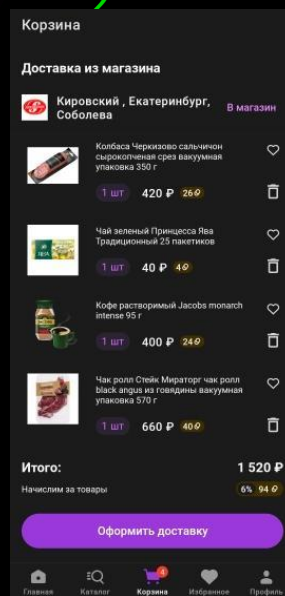 Корзина
Доставка из магазина
Кировский , Екатеринбург,
Соболева
В магазин
Колбаса Черкизово сальчичон
сырокопченая срез вакуумная
упаковка 350 г
1 шт 420 ₽ 26
Чай зеленый Принцесса Ява
Традиционный 25 пакетиков
1 шт 40 ₽ 4
Кофе растворимый Jacobs monarch
intense 95 г
1 шт 400 ₽ 24
Чак ролл Стейк Мираторг чак ролл
black angus из говядины вакуумная
упаковка 570 г
1 шт 660 ₽ 40
Итого: 1 520 ₽
Начислим за товары 6% 94
Оформить доставку
4
Главная Каталог Корзина Избранное Профиль